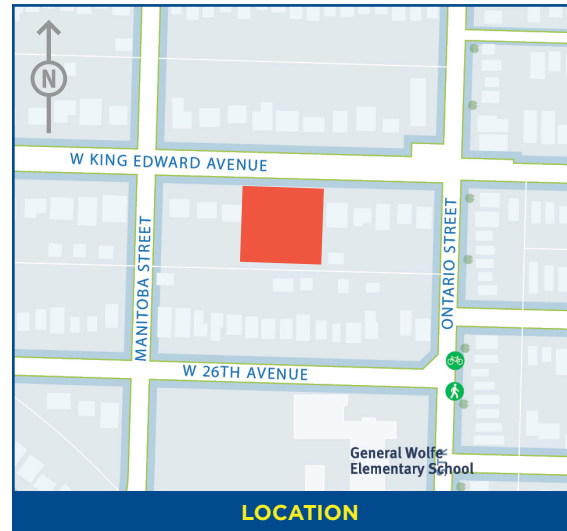 N
W KING EDWARD AVENUE
MANITOBA STREET
ONTARIO STREET
W 26TH AVENUE
General Wolfe
Elementary School
LOCATION